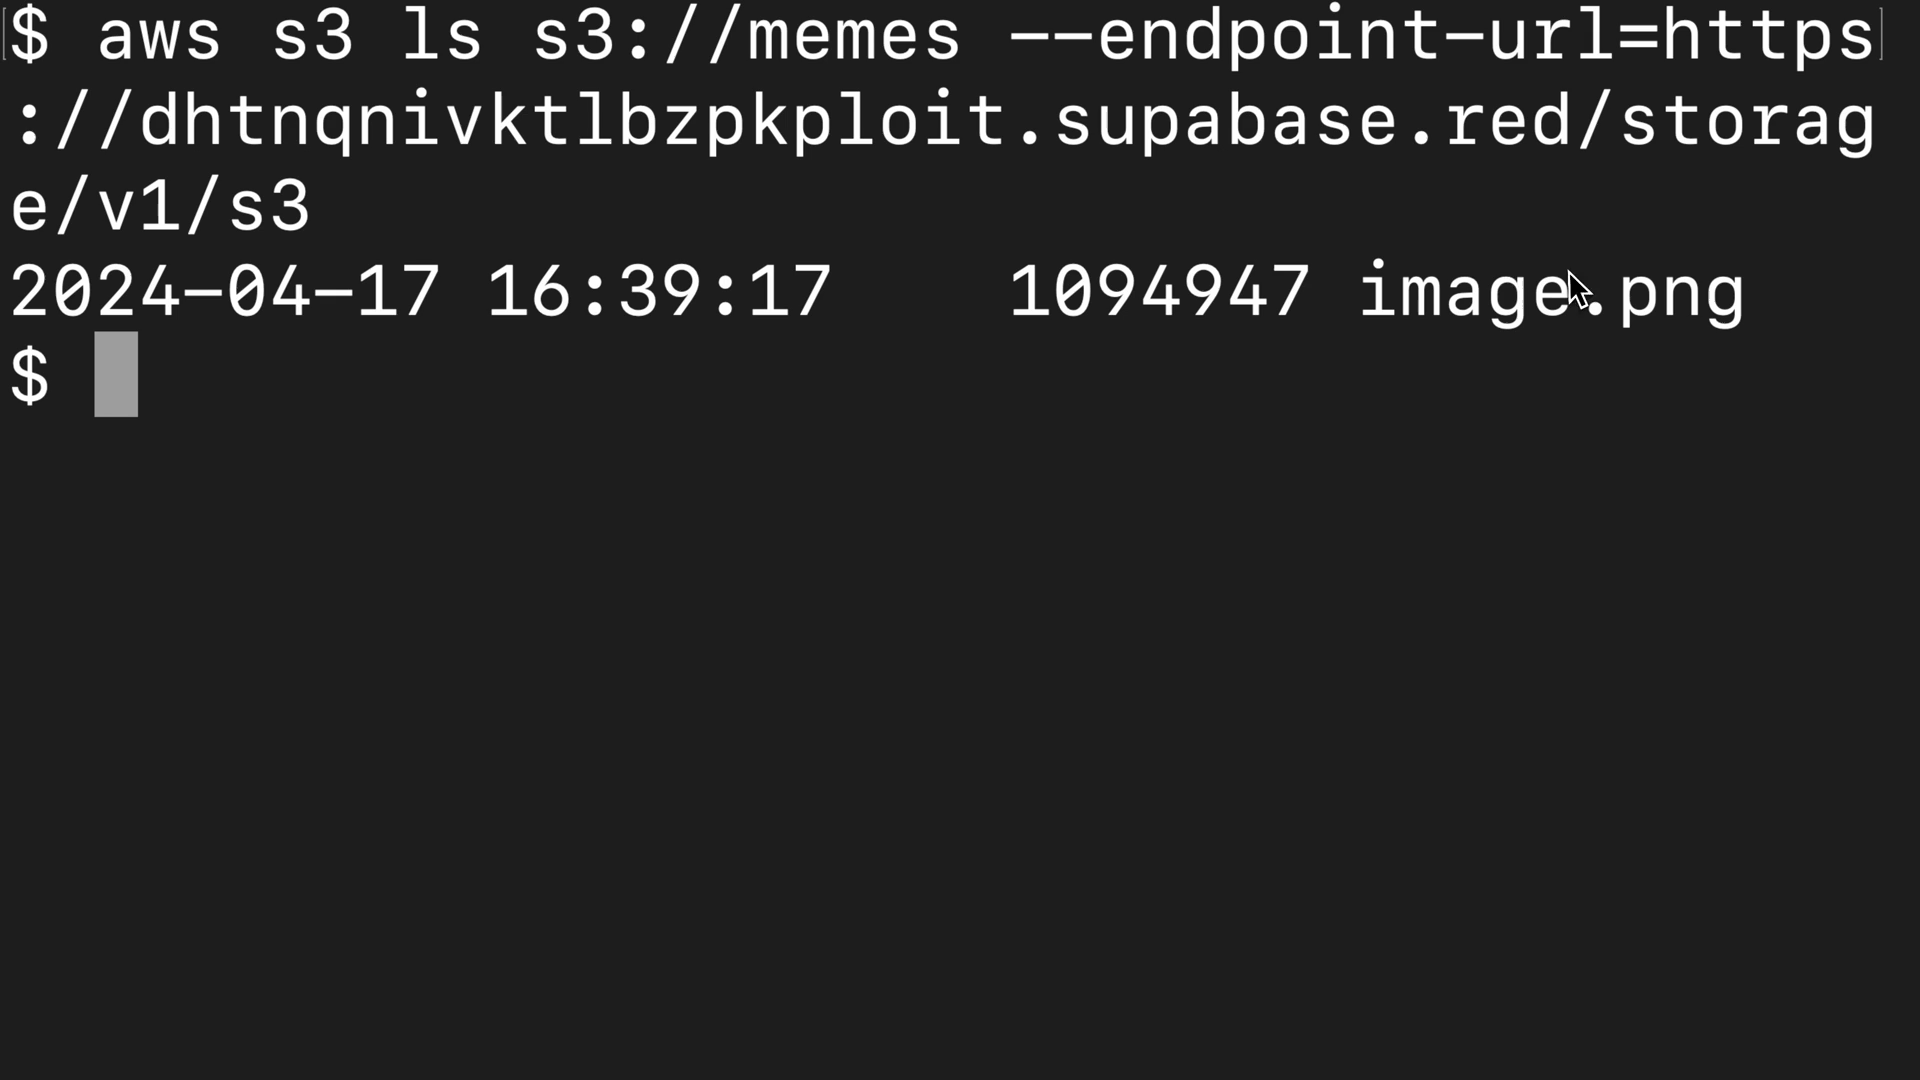 $ aws s3 ls s3://memes --endpoint-url=https
://dhtnqnivktlbzpkploit.supabase.red/storag
e/v1/s3
2024-04-17 16:39:17    1094947 image.png
$